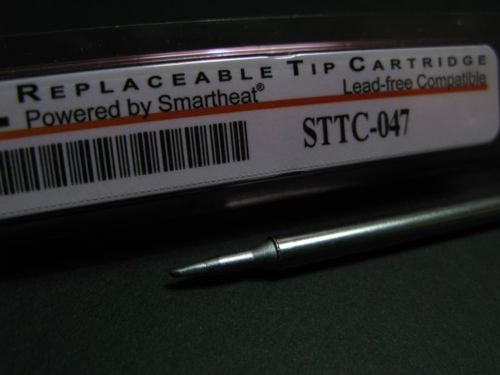 REPLACEABLE TIP CARTRIDGE
Powered by Smartheat®
Lead-free Compatible
STTC-047